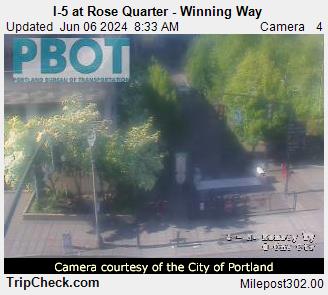 I-5 at Rose Quarter - Winning Way
Updated Jun 06 2024 8:33 AM Camera 4
PBOT
PORTLAND BUREAU OF TRANSPORTATION
Camera courtesy of the City of Portland
TripCheck.com Milepost302.00